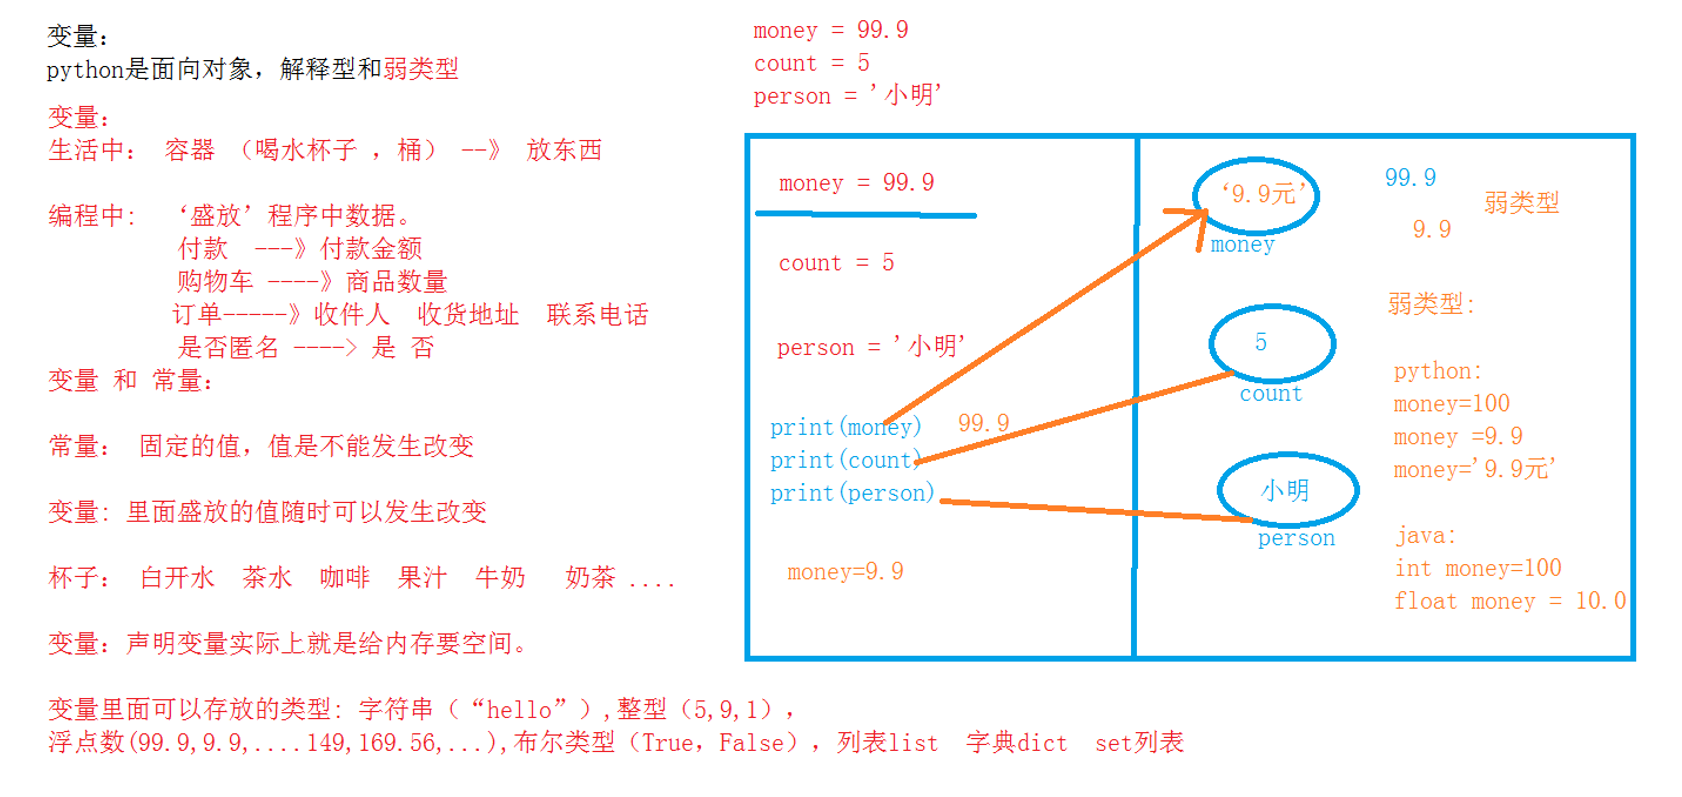 变量：
python是面向对象，解释型和弱类型
变量：
生活中： 容器 （喝水杯子 ，桶） --》 放东西
编程中: ‘盛放’程序中数据。
付款 ---》付款金额
购物车 ----》商品数量
订单-----》收件人 收货地址 联系电话
是否匿名 ----> 是 否
变量 和 常量：
常量： 固定的值，值是不能发生改变
变量: 里面盛放的值随时可以发生改变
杯子： 白开水 茶水 咖啡 果汁 牛奶 奶茶 ....
变量：声明变量实际上就是给内存要空间。
变量里面可以存放的类型: 字符串（“hello”）,整型（5,9,1），
浮点数(99.9,9.9,....149,169.56,...),布尔类型（True，False），列表list 字典dict set列表
money = 99.9
count = 5
person = '小明'
money = 99.9
count = 5
person = '小明'
print(money) 99.9
print(count)
print(person)
money=9.9
‘9.9元’
money
5
count
小明
person
99.9
9.9
弱类型
弱类型:
python:
money=100
money =9.9
money='9.9元'
java:
int money=100
float money = 10.0